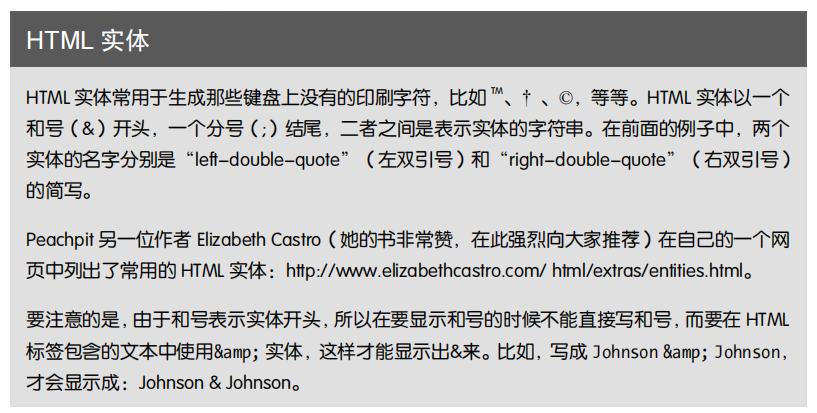 HTML 实体
HTML 实体常用于生成那些键盘上没有的印刷字符，比如 ™、† 、©，等等。HTML 实体以一个
和号（&）开头，一个分号（;）结尾，二者之间是表示实体的字符串。在前面的例子中，两个
实体的名字分别是“left-double-quote”（左双引号）和“right-double-quote”（右双引号）
的简写。
Peachpit 另一位作者 Elizabeth Castro（她的书非常赞，在此强烈向大家推荐）在自己的一个网
页中列出了常用的 HTML 实体：http://www.elizabethcastro.com/ html/extras/entities.html。
要注意的是，由于和号表示实体开头，所以在要显示和号的时候不能直接写和号，而要在 HTML
标签包含的文本中使用&amp; 实体，这样才能显示出&来。比如，写成 Johnson &amp; Johnson，
才会显示成：Johnson & Johnson。